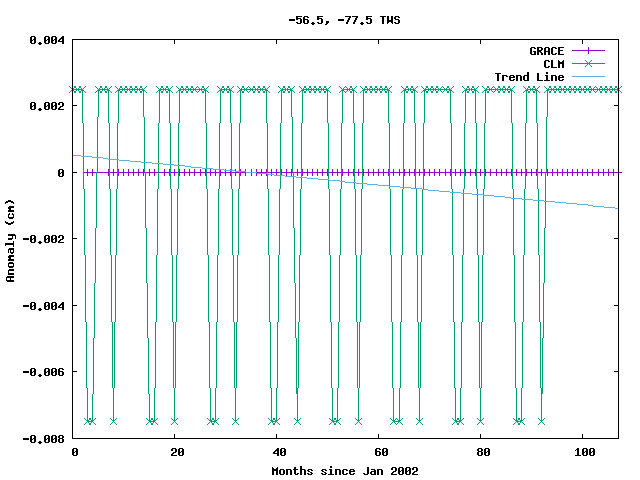 -56.5, -77.5 TWS
GRACE
CLM
Trend Line
0.004
0.002
0
-0.002
-0.004
-0.006
-0.008
Anomaly (cm)
0 20 40 60 80 100
Months since Jan 2002